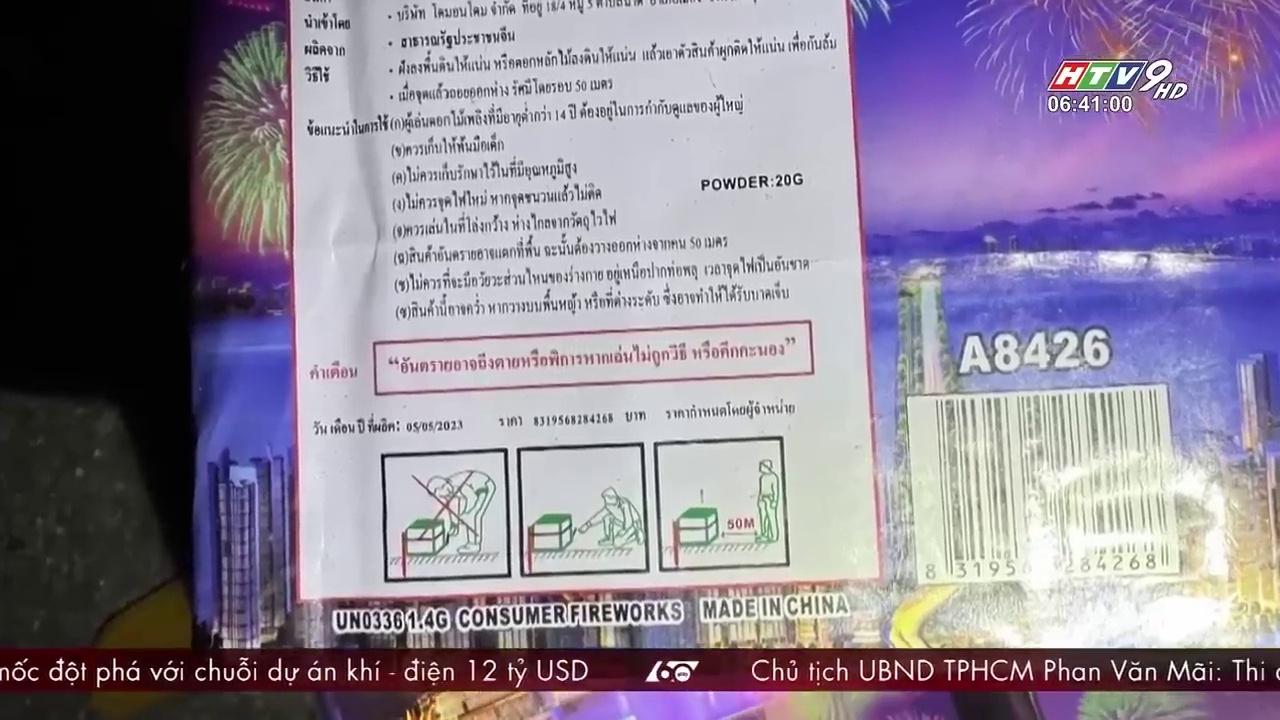 นำเข้าโดย
• บริษัท โดมอนโดม จำกัด ที่อยู่ 18/4 หมู่ 5
ผลิตจาก
• สาธารณรัฐประชาชนจีน
วิธีใช้
• ฝังลงพื้นดินให้แน่น หรือตอกหลักไม้ลงดินให้แน่น แล้วเอาตัวสินค้าผูกติดให้แน่น เพื่อกันล้ม
• เมื่อจุดแล้วถอยออกห่าง รัศมีโดยรอบ 50 เมตร
ข้อแนะนำในการใช้ (ก)ผู้เล่นดอกไม้เพลิงที่มีอายุต่ำกว่า 14 ปี ต้องอยู่ในการกำกับดูแลของผู้ใหญ่
(ข)ควรเก็บให้พ้นมือเด็ก
(ค)ไม่ควรเก็บรักษาไว้ในที่มีอุณหภูมิสูง
(ง)ไม่ควรจุดไฟใหม่ หากจุดชนวนแล้วไม่ติด
POWDER:20G
(จ)ควรเล่นในที่โล่งกว้าง ห่างไกลจากวัตถุไวไฟ
(ฉ)สินค้าอันตรายอาจแตกที่พื้น ฉะนั้นต้องวางออกห่างจากคน 50 เมตร
(ช)ไม่ควรที่จะมีอวัยวะส่วนไหนของร่างกาย อยู่เหนือปากท่อพลุ เวลาจุดไฟเป็นอันขาด
(ซ)สินค้านี้อาจคว่ำ หากวางบนพื้นหญ้า หรือที่ต่างระดับ ซึ่งอาจทำให้ได้รับบาดเจ็บ
คำเตือน
“อันตรายอาจถึงตายหรือพิการหากเล่นไม่ถูกวิธี หรือคึกคะนอง”
วัน เดือน ปี ที่ผลิต: 05/05/2023 ราคา 8319568284268 บาท ราคากำหนดโดยผู้จำหน่าย
50M
UN0336 1.4G CONSUMER FIREWORKS MADE IN CHINA
A8426
8 31956 284268
HTV9 HD
06:41:00
mốc đột phá với chuỗi dự án khí - điện 12 tỷ USD
60 giây
Chủ tịch UBND TPHCM Phan Văn Mãi: Thi